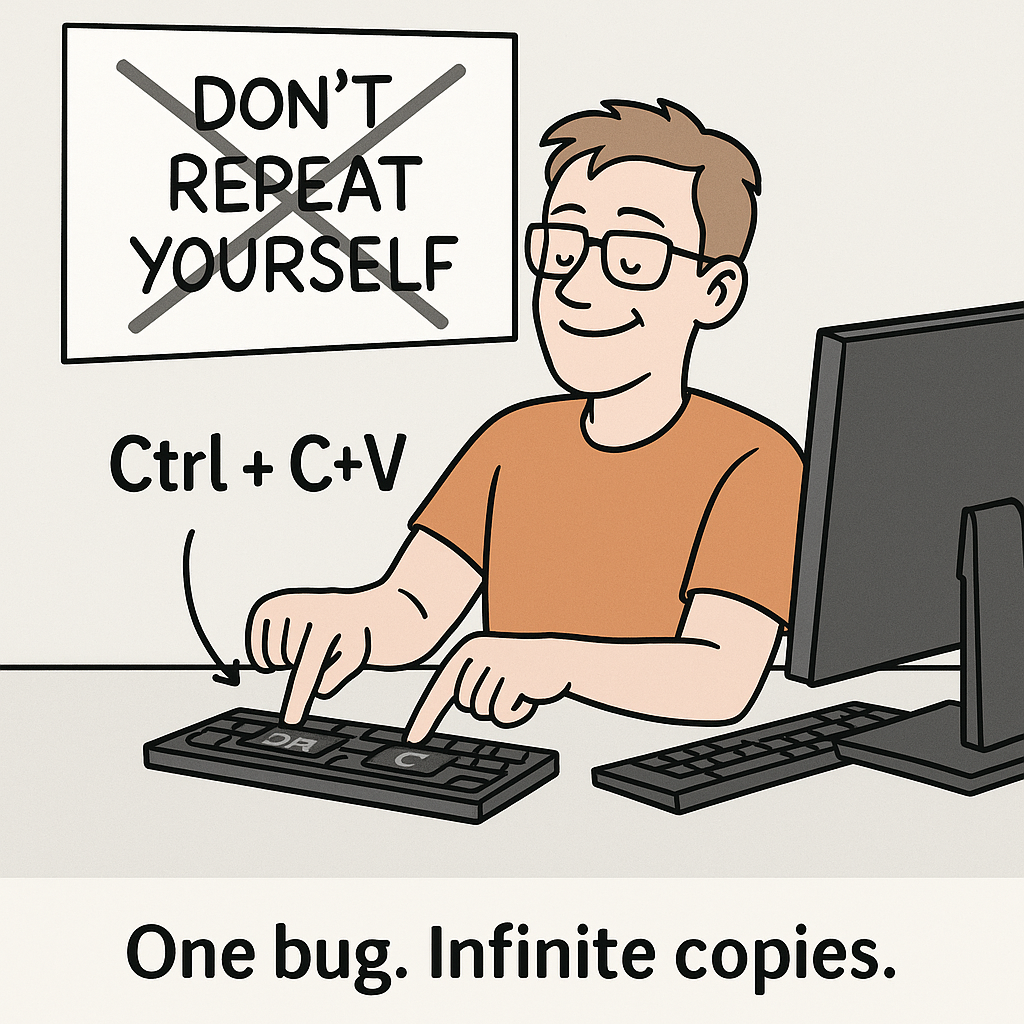 DON'T
REPEAT
YOURSELF
Ctrl + C+V
C
One bug. Infinite copies.